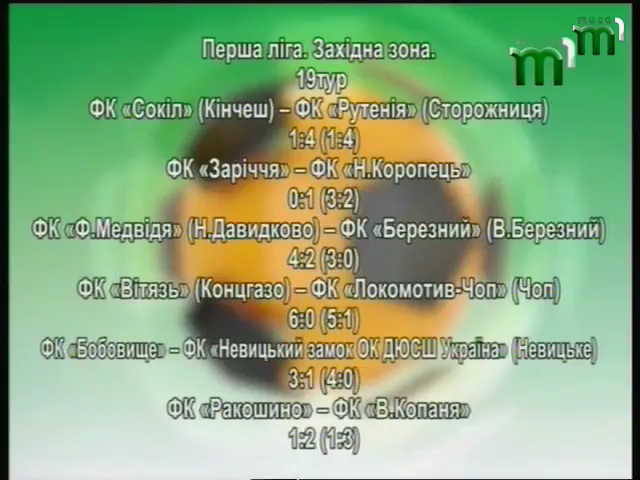 Перша ліга. Західна зона.
19тур
ФК «Сокіл» (Кінчеш) – ФК «Рутенія» (Сторожниця)
1:4 (1:4)
ФК «Заріччя» – ФК «Н.Коропець»
0:1 (3:2)
ФК «Ф.Медвідя» (Н.Давидково) – ФК «Березний» (В.Березний)
4:2 (3:0)
ФК «Вітязь» (Концгазо) – ФК «Локомотив-Чоп» (Чоп)
6:0 (5:1)
ФК «Бобовище» – ФК «Невицький замок ОК ДЮСШ Україна» (Невицьке)
3:1 (4:0)
ФК «Ракошино» – ФК «В.Копаня»
1:2 (1:3)